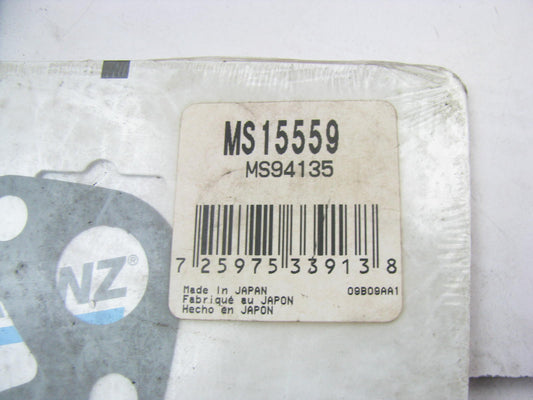 MS15559
MS94135
7 25975 33913 8
Made In JAPAN
Fabriqué au JAPON
Hecho en JAPON
09B09AA1
NZ®